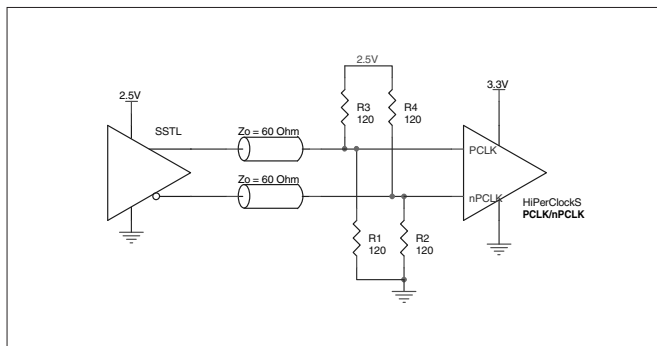 2.5V
2.5V
3.3V
SSTL
R3
120
R4
120
Zo = 60 Ohm
PCLK
Zo = 60 Ohm
nPCLK
HiPerClockS
PCLK/nPCLK
R1
120
R2
120